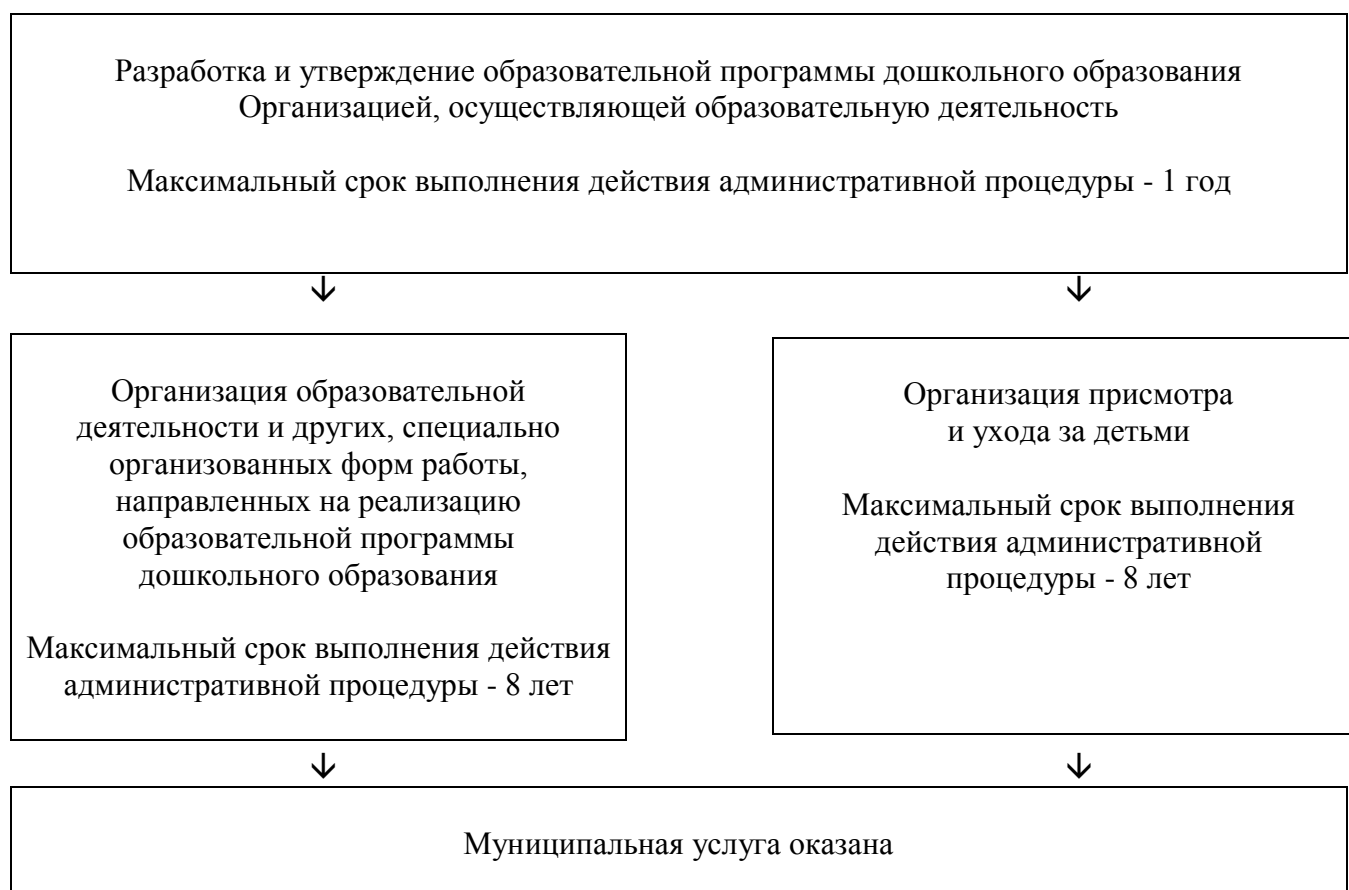 Разработка и утверждение образовательной программы дошкольного образования
Организацией, осуществляющей образовательную деятельность
Максимальный срок выполнения действия административной процедуры - 1 год
Организация образовательной
деятельности и других, специально
организованных форм работы,
направленных на реализацию
образовательной программы
дошкольного образования
Максимальный срок выполнения действия
административной процедуры - 8 лет
Организация присмотра
и ухода за детьми
Максимальный срок выполнения
действия административной
процедуры - 8 лет
Муниципальная услуга оказана